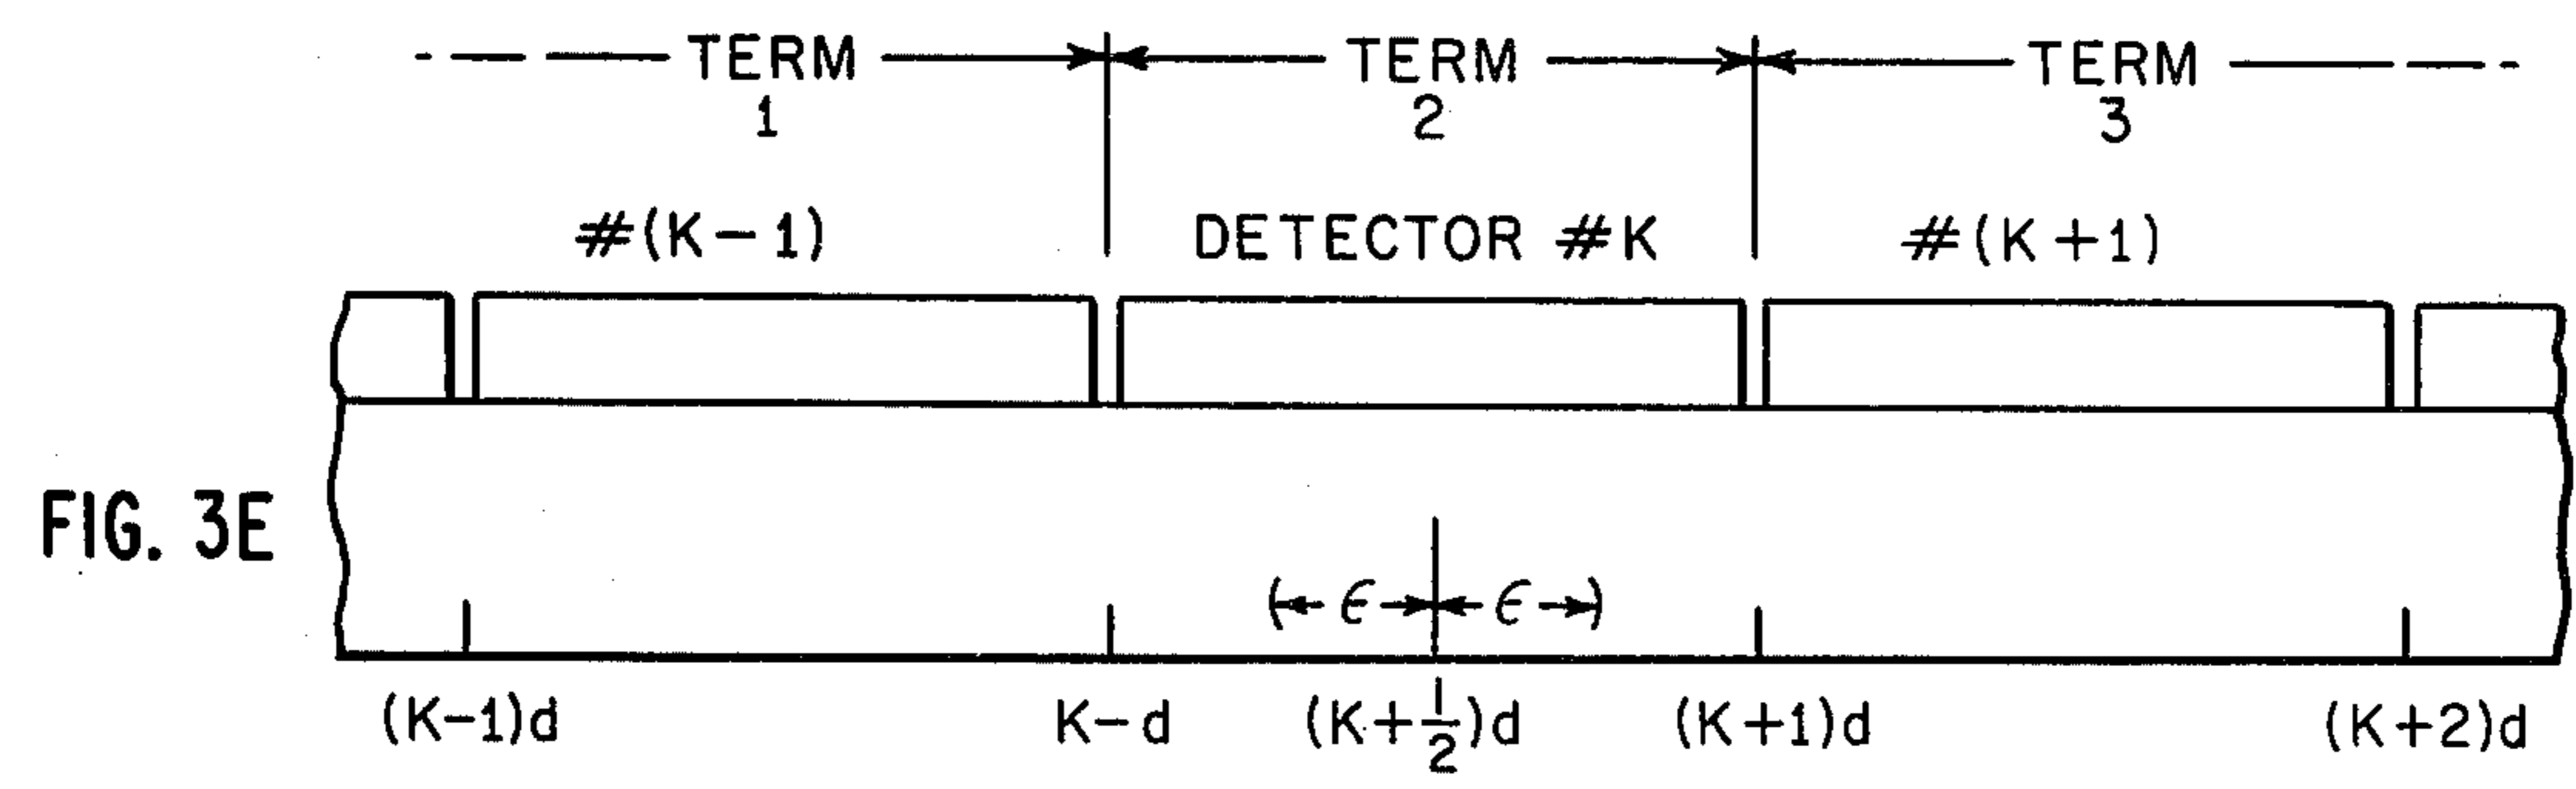 TERM 1 TERM 2 TERM 3
#(K-1) DETECTOR #K #(K+1)
FIG. 3E
(ϵ ϵ)
(K-1)d K-d (K+1/2)d (K+1)d (K+2)d